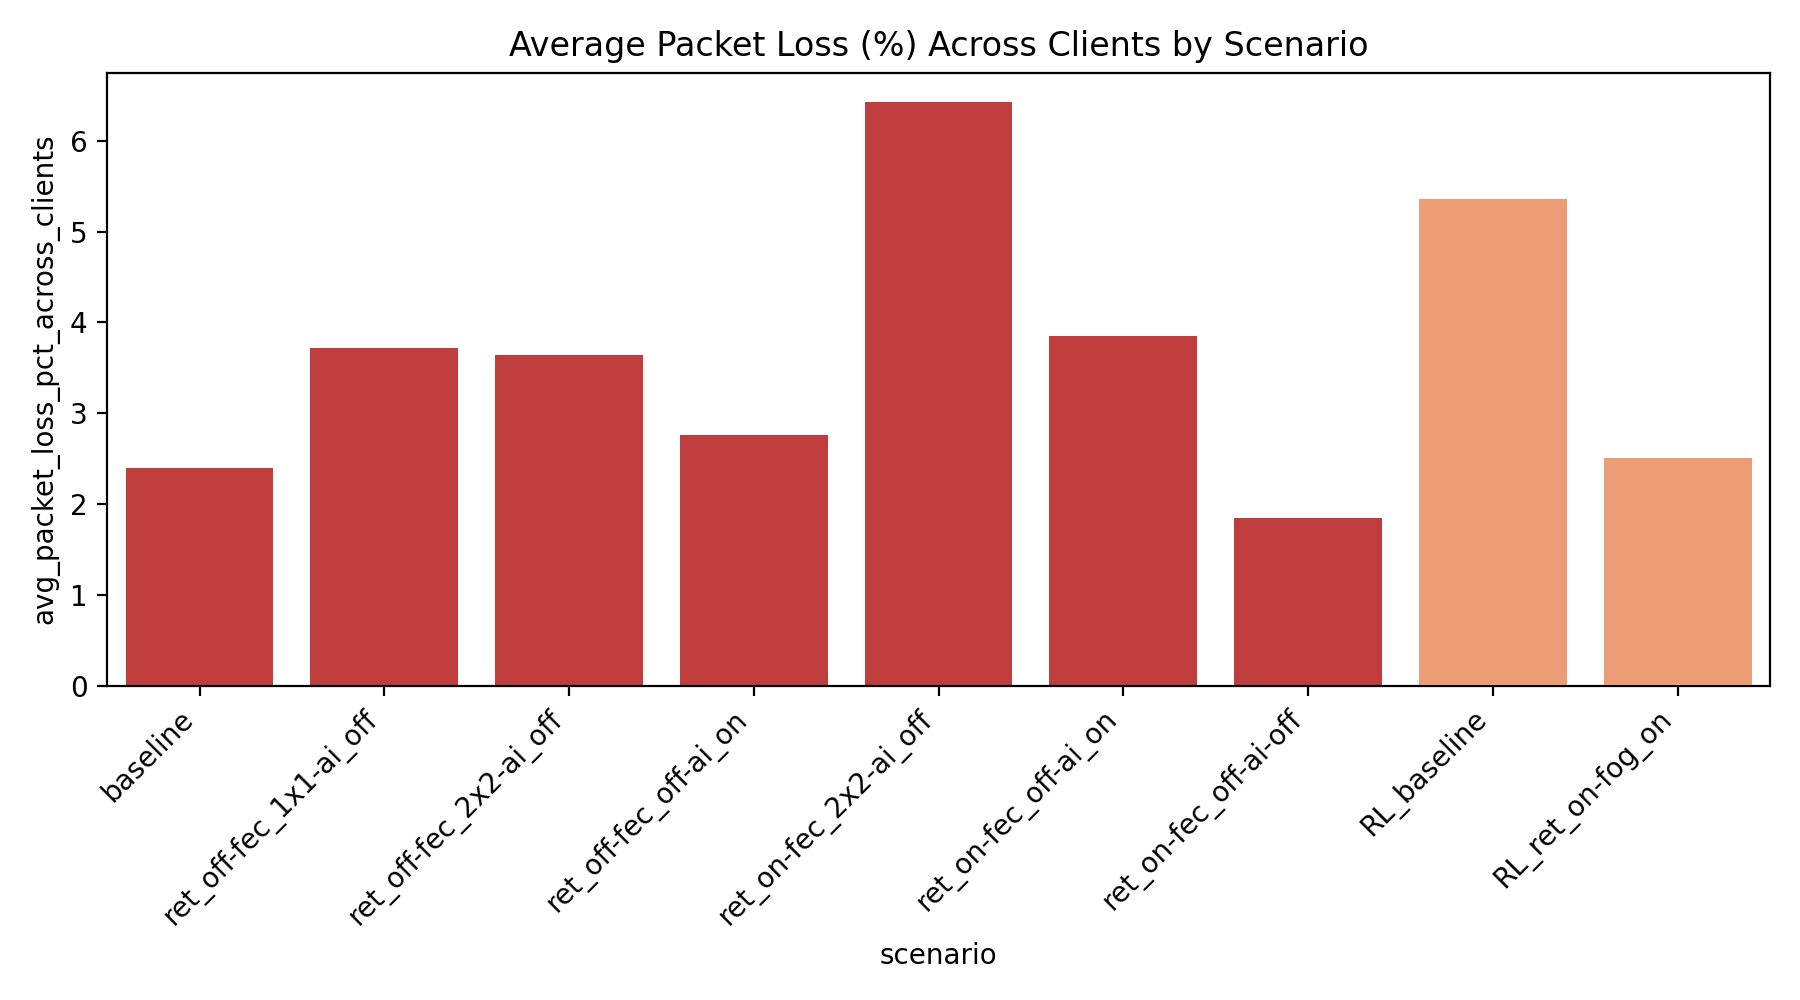 Average Packet Loss (%) Across Clients by Scenario
avg_packet_loss_pct_across_clients
6
5
4
3
2
1
0
baseline
ret_off-fec_1x1-ai_off
ret_off-fec_2x2-ai_off
ret_off-fec_off-ai_on
ret_on-fec_2x2-ai_off
ret_on-fec_off-ai_on
ret_on-fec_off-ai-off
RL_baseline
RL_ret_on-fog_on
scenario